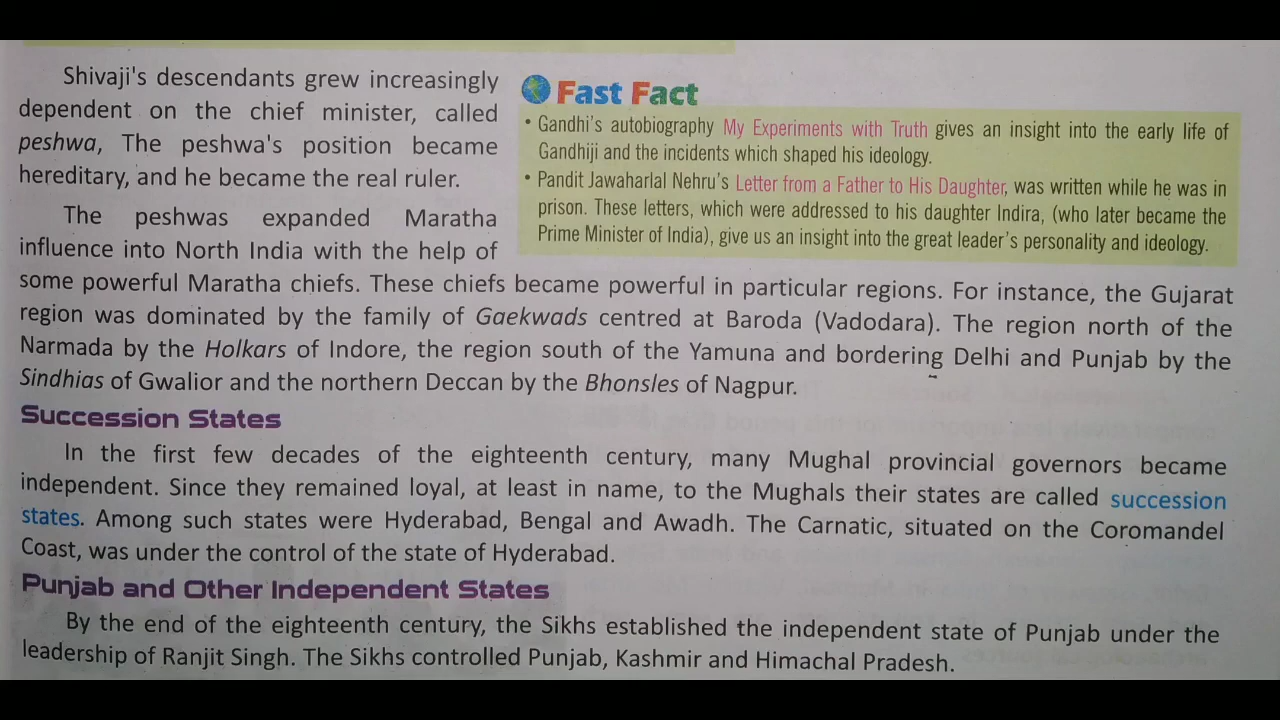 Shivaji's descendants grew increasingly
dependent on the chief minister, called
peshwa, The peshwa's position became
hereditary, and he became the real ruler.
The peshwas expanded Maratha
influence into North India with the help of
Fast Fact
• Gandhi's autobiography My Experiments with Truth gives an insight into the early life of
Gandhiji and the incidents which shaped his ideology.
• Pandit Jawaharlal Nehru's Letter from a Father to His Daughter, was written while he was in
prison. These letters, which were addressed to his daughter Indira, (who later became the
Prime Minister of India), give us an insight into the great leader's personality and ideology.
some powerful Maratha chiefs. These chiefs became powerful in particular regions. For instance, the Gujarat
region was dominated by the family of Gaekwads centred at Baroda (Vadodara). The region north of the
Narmada by the Holkars of Indore, the region south of the Yamuna and bordering Delhi and Punjab by the
Sindhias of Gwalior and the northern Deccan by the Bhonsles of Nagpur.
Succession States
In the first few decades of the eighteenth century, many Mughal provincial governors became
independent. Since they remained loyal, at least in name, to the Mughals their states are called succession
states. Among such states were Hyderabad, Bengal and Awadh. The Carnatic, situated on the Coromandel
Coast, was under the control of the state of Hyderabad.
Punjab and Other Independent States
By the end of the eighteenth century, the Sikhs established the independent state of Punjab under the
leadership of Ranjit Singh. The Sikhs controlled Punjab, Kashmir and Himachal Pradesh.